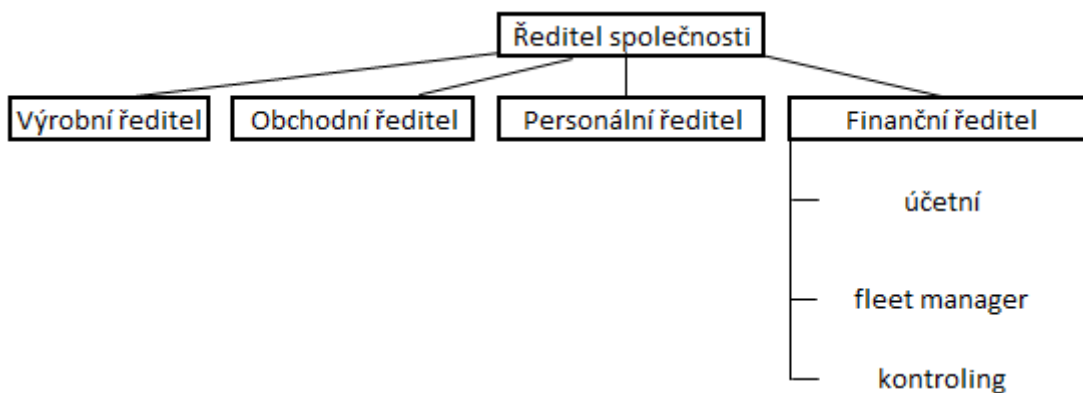 Ředitel společnosti
Výrobní ředitel
Obchodní ředitel
Personální ředitel
Finanční ředitel
účetní
fleet manager
kontroling